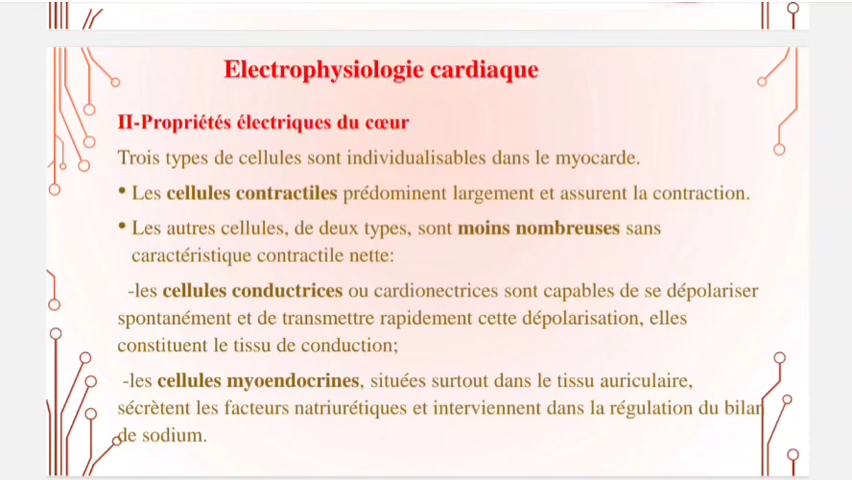 Electrophysiologie cardiaque
II-Propriétés électriques du cœur
Trois types de cellules sont individualisables dans le myocarde.
• Les cellules contractiles prédominent largement et assurent la contraction.
• Les autres cellules, de deux types, sont moins nombreuses sans
caractéristique contractile nette:
-les cellules conductrices ou cardionectrices sont capables de se dépolariser
spontanément et de transmettre rapidement cette dépolarisation, elles
constituent le tissu de conduction;
-les cellules myoendocrines, situées surtout dans le tissu auriculaire,
sécrètent les facteurs natriurétiques et interviennent dans la régulation du bilan
de sodium.